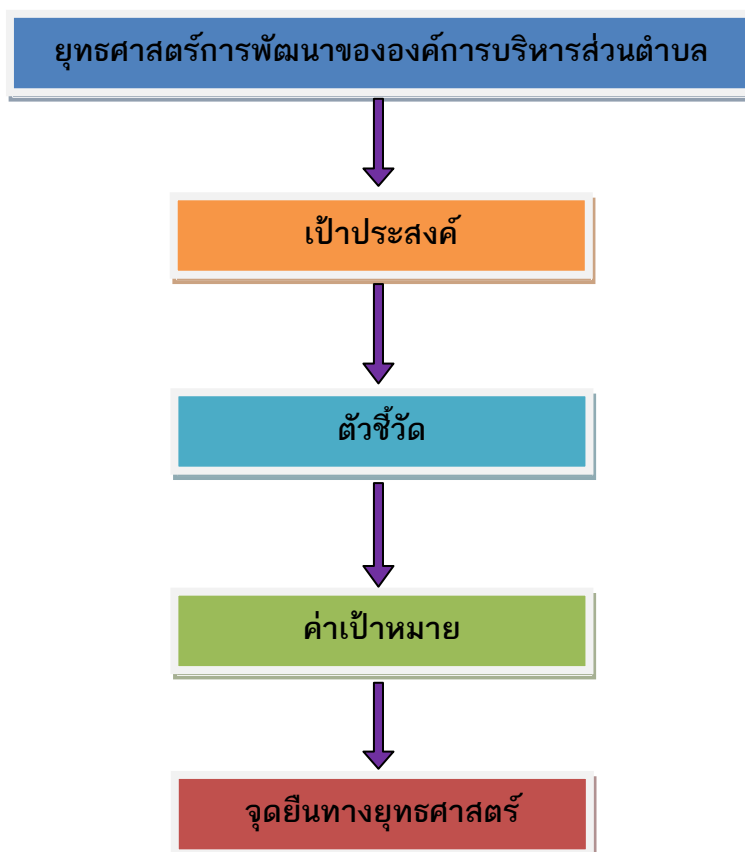 ยุทธศาสตร์การพัฒนาขององค์การบริหารส่วนตำบล
เป้าประสงค์
ตัวชี้วัด
ค่าเป้าหมาย
จุดยืนทางยุทธศาสตร์